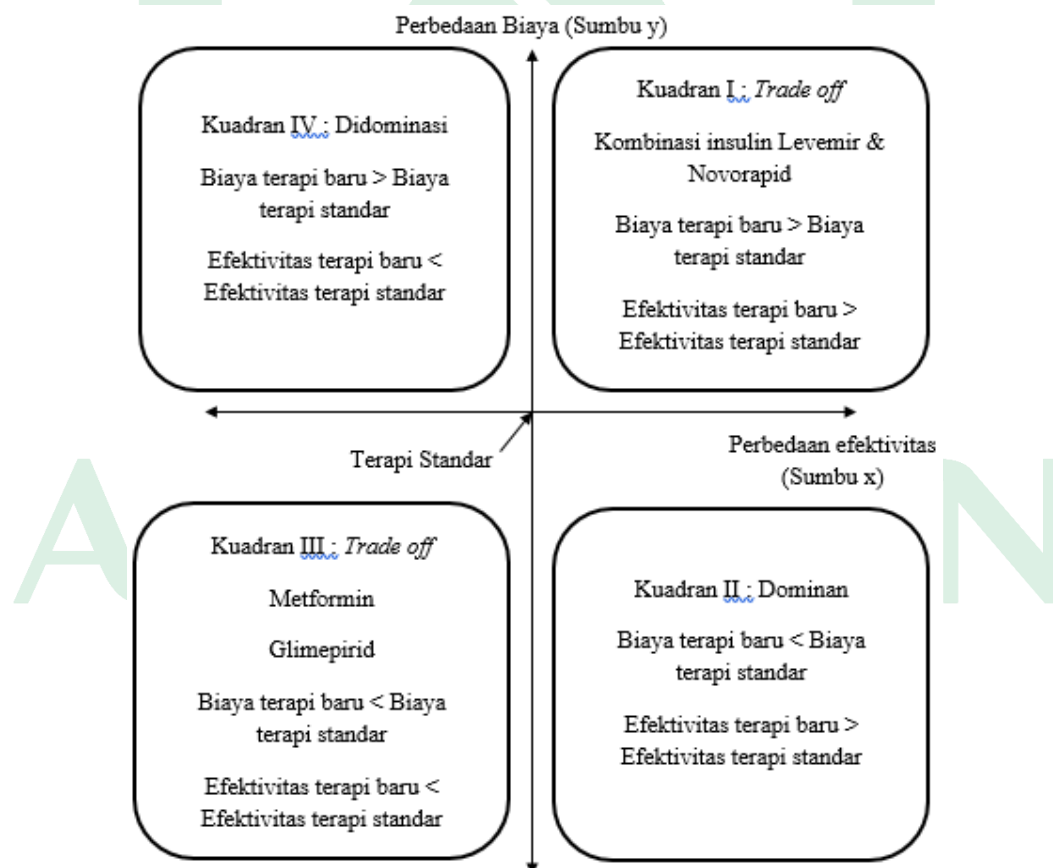 Perbedaan Biaya (Sumbu y)
Kuadran IV : Didominasi
Biaya terapi baru > Biaya
terapi standar
Efektivitas terapi baru <
Efektivitas terapi standar
Kuadran I : Trade off
Kombinasi insulin Levemir &
Novorapid
Biaya terapi baru > Biaya
terapi standar
Efektivitas terapi baru >
Efektivitas terapi standar
Terapi Standar
Perbedaan efektivitas
(Sumbu x)
Kuadran III : Trade off
Metformin
Glimepirid
Biaya terapi baru < Biaya
terapi standar
Efektivitas terapi baru <
Efektivitas terapi standar
Kuadran II : Dominan
Biaya terapi baru < Biaya
terapi standar
Efektivitas terapi baru >
Efektivitas terapi standar